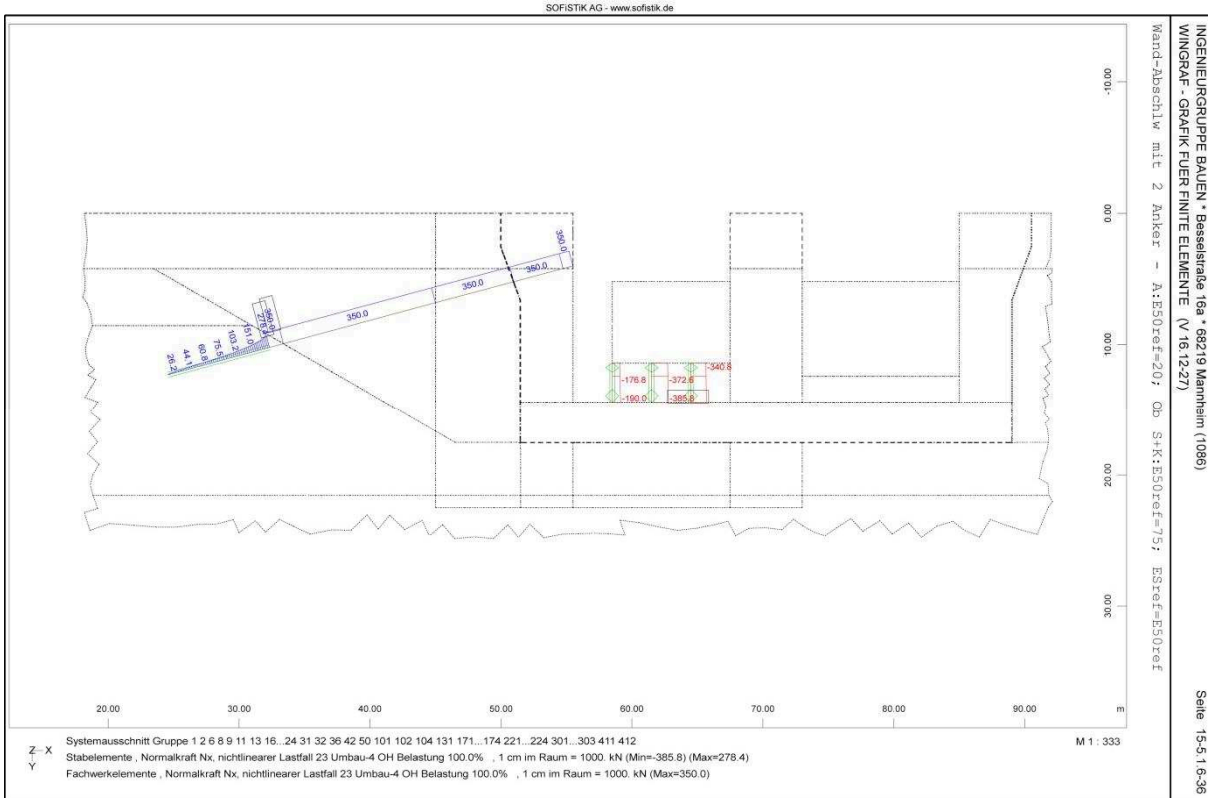 SOFiSTiK AG - www.sofistik.de
INGENIEURGRUPPE BAUEN * Besselstraße 16a * 68219 Mannheim (1086)
WINGRAF - GRAFIK FUER FINITE ELEMENTE (V 16.12-27)
Seite 15-5.1.6-36
Wand-Abschlw mit 2 Anker - A:E50ref=20; Ob S+K:E50ref=75; ESref=E50ref
-10.00
0.00
10.00
20.00
30.00
350.0
350.0
350.0
350.0
350.0
278.4
151.0
103.2
75.5
60.8
44.1
26.2
-340.8
-176.8
-372.6
-190.0
-385.8
20.00 30.00 40.00 50.00 60.00 70.00 80.00 90.00 m
Z X
Y
Systemausschnitt Gruppe 1 2 6 8 9 11 13 16...24 31 32 36 42 50 101 102 104 131 171...174 221...224 301...303 411 412
M 1 : 333
Stabelemente , Normalkraft Nx, nichtlinearer Lastfall 23 Umbau-4 OH Belastung 100.0% , 1 cm im Raum = 1000. kN (Min=-385.8) (Max=278.4)
Fachwerkelemente , Normalkraft Nx, nichtlinearer Lastfall 23 Umbau-4 OH Belastung 100.0% , 1 cm im Raum = 1000. kN (Max=350.0)